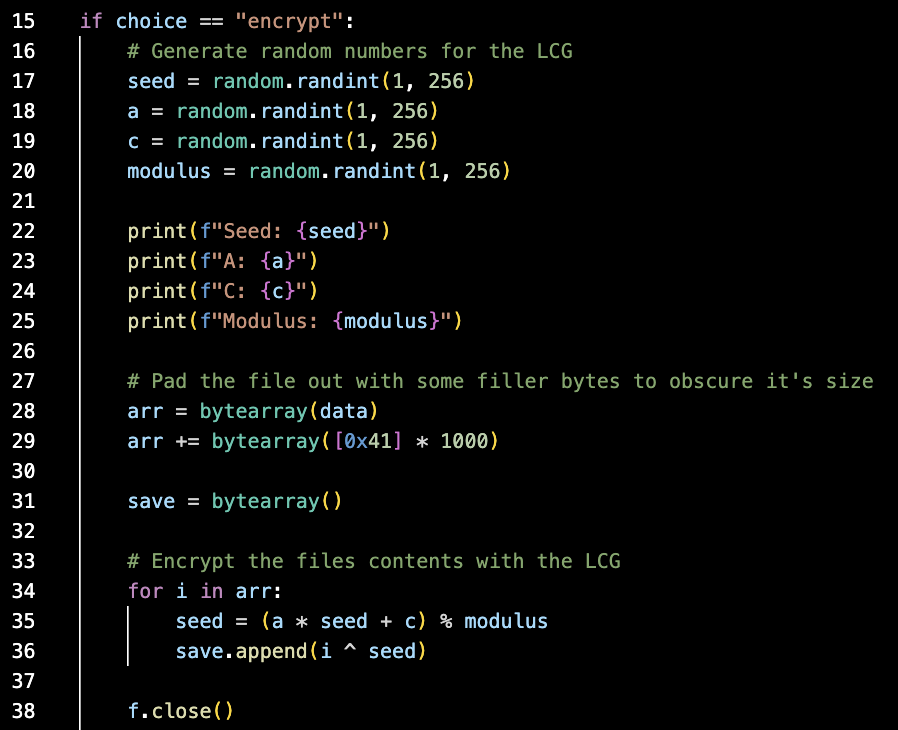 15 if choice == "encrypt":
16 # Generate random numbers for the LCG
17 seed = random.randint(1, 256)
18 a = random.randint(1, 256)
19 c = random.randint(1, 256)
20 modulus = random.randint(1, 256)
21
22 print(f"Seed: {seed}")
23 print(f"A: {a}")
24 print(f"C: {c}")
25 print(f"Modulus: {modulus}")
26
27 # Pad the file out with some filler bytes to obscure it's size
28 arr = bytearray(data)
29 arr += bytearray([0x41] * 1000)
30
31 save = bytearray()
32
33 # Encrypt the files contents with the LCG
34 for i in arr:
35 seed = (a * seed + c) % modulus
36 save.append(i ^ seed)
37
38 f.close()